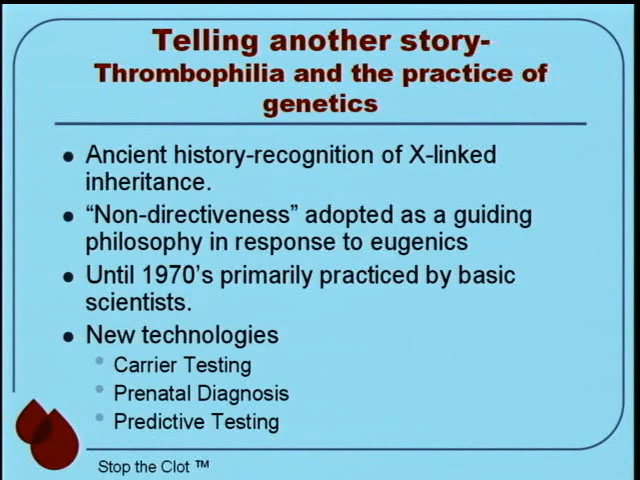 Telling another story-
Thrombophilia and the practice of
genetics
Ancient history-recognition of X-linked
inheritance.
“Non-directiveness” adopted as a guiding
philosophy in response to eugenics
Until 1970’s primarily practiced by basic
scientists.
New technologies
Carrier Testing
Prenatal Diagnosis
Predictive Testing
Stop the Clot ™